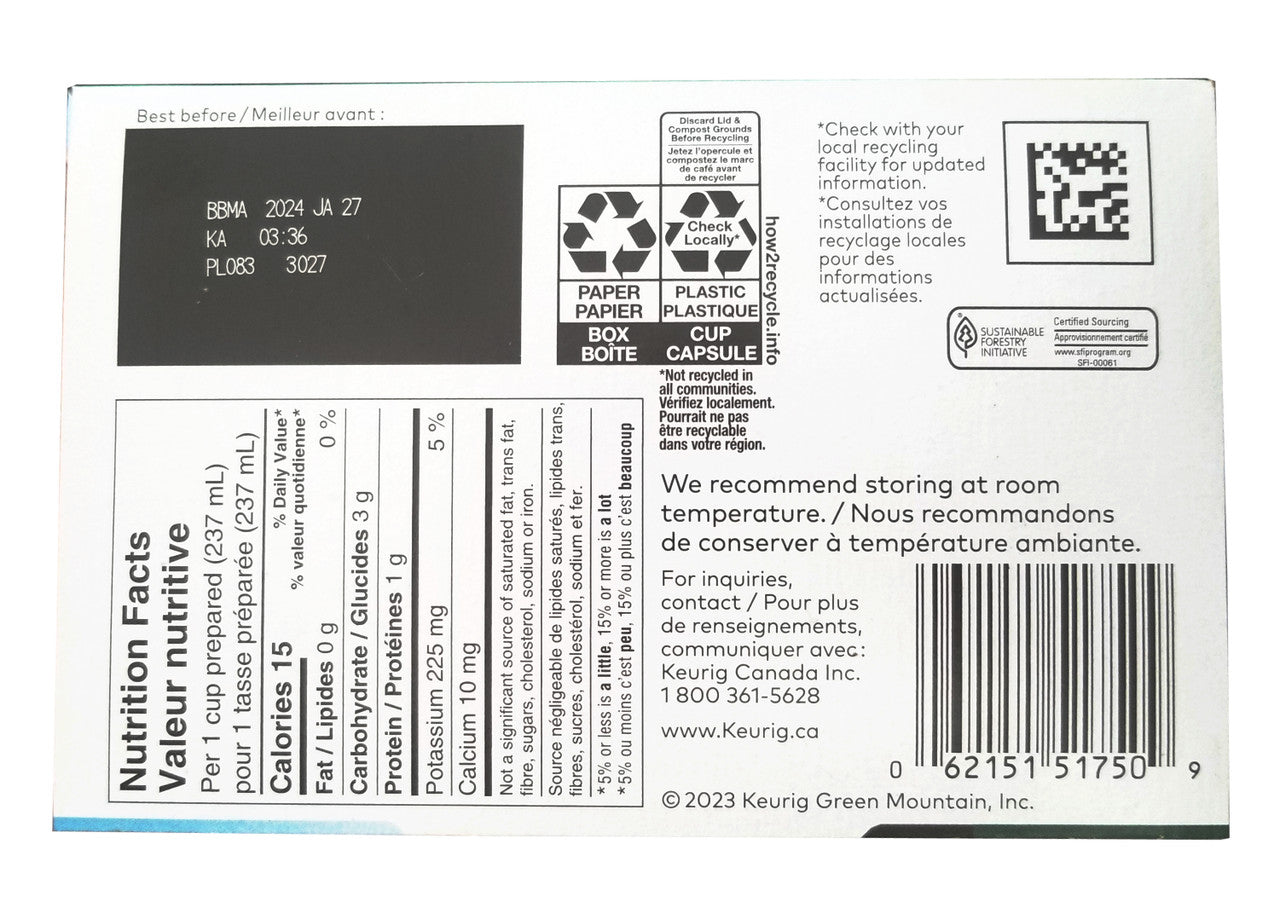 Best before / Meilleur avant :
BBMA 2024 JA 27
KA 03:36
PL083 3027
Discard Lid &
Compost Grounds
Before Recycling
Jetez l'opercule et
compostez le marc
de café avant
de recycler
Check
Locally*
PAPER
PAPIER
BOX
BOÎTE
PLASTIC
PLASTIQUE
CUP
CAPSULE
how2recycle.info
*Not recycled in
all communities.
Vérifiez localement.
Pourrait ne pas
être recyclable
dans votre région.
*Check with your
local recycling
facility for updated
information.
*Consultez vos
installations de
recyclage locales
pour des
informations
actualisées.
SUSTAINABLE
FORESTRY
INITIATIVE
Certified Sourcing
Approvisionnement certifié
www.sfiprogram.org
SFI-00061
Nutrition Facts
Valeur nutritive
Per 1 cup prepared (237 mL)
pour 1 tasse préparée (237 mL)
% Daily Value*
Calories 15 % valeur quotidienne*
Fat / Lipides 0 g 0 %
Carbohydrate / Glucides 3 g
Protein / Protéines 1 g
Potassium 225 mg 5 %
Calcium 10 mg
Not a significant source of saturated fat, trans fat,
fibre, sugars, cholesterol, sodium or iron.
Source négligeable de lipides saturés, lipides trans,
fibres, sucres, cholestérol, sodium et fer.
*5% or less is a little, 15% or more is a lot
*5% ou moins c'est peu, 15% ou plus c'est beaucoup
We recommend storing at room
temperature. / Nous recommandons
de conserver à température ambiante.
For inquiries,
contact / Pour plus
de renseignements,
communiquer avec:
Keurig Canada Inc.
1 800 361-5628
www.Keurig.ca
0 62151 51750 9
© 2023 Keurig Green Mountain, Inc.